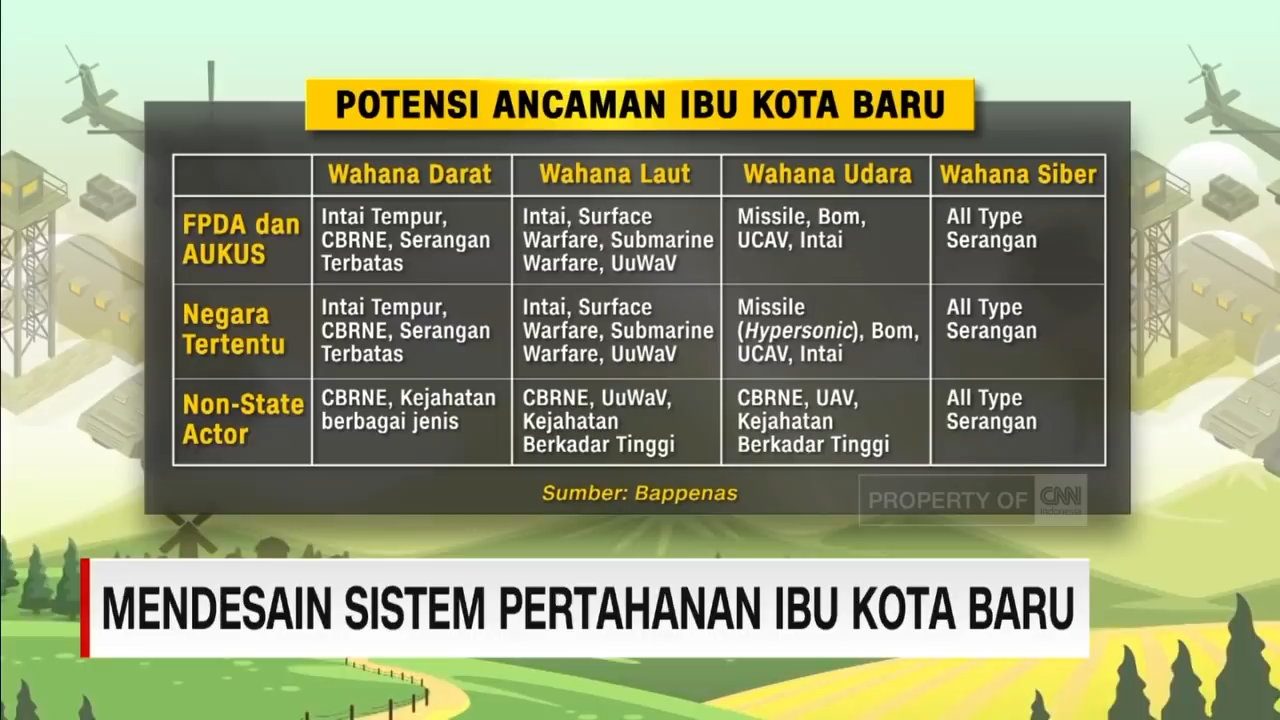 POTENSI ANCAMAN IBU KOTA BARU
Wahana Darat
Wahana Laut
Wahana Udara
Wahana Siber
FPDA dan
AUKUS
Intai Tempur,
CBRNE, Serangan
Terbatas
Intai, Surface
Warfare, Submarine
Warfare, UuWaV
Missile, Bom,
UCAV, Intai
All Type
Serangan
Negara
Tertentu
Intai Tempur,
CBRNE, Serangan
Terbatas
Intai, Surface
Warfare, Submarine
Warfare, UuWaV
Missile
(Hypersonic), Bom,
UCAV, Intai
All Type
Serangan
Non-State
Actor
CBRNE, Kejahatan
berbagai jenis
CBRNE, UuWaV,
Kejahatan
Berkadar Tinggi
CBRNE, UAV,
Kejahatan
Berkadar Tinggi
All Type
Serangan
Sumber: Bappenas
PROPERTY OF CNN
Indonesia
MENDESAIN SISTEM PERTAHANAN IBU KOTA BARU